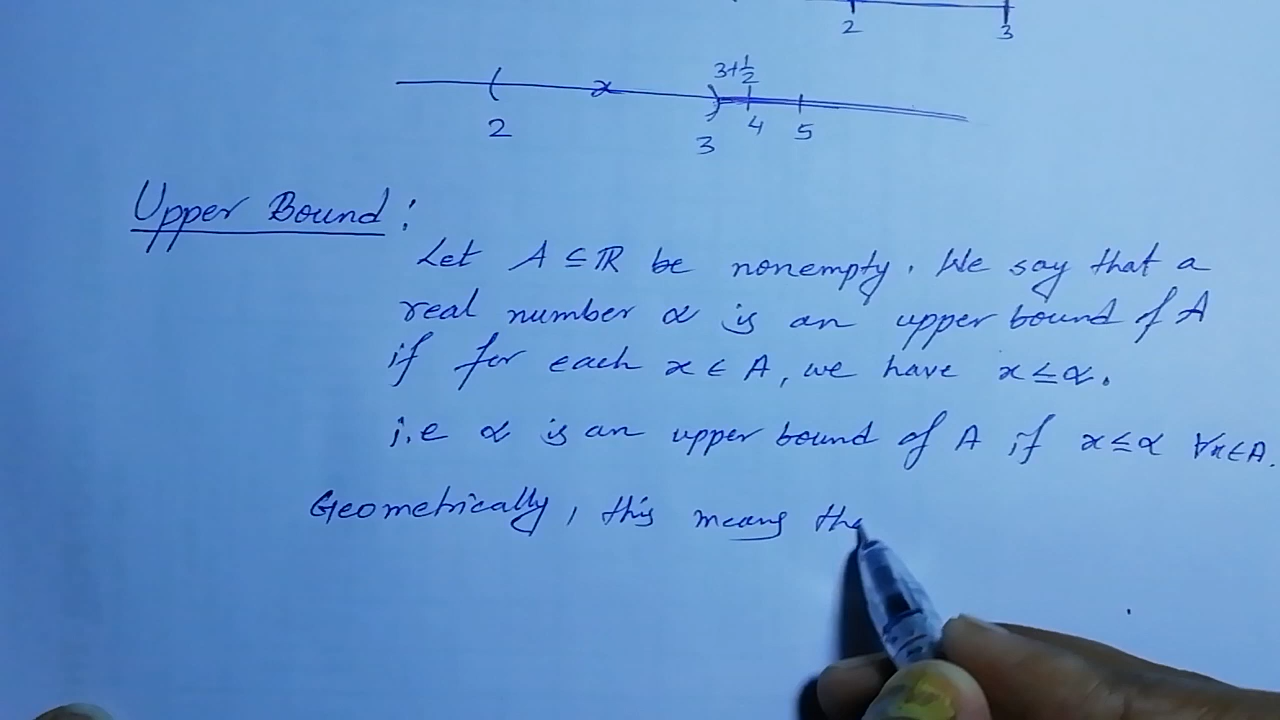 2 3
3+1/2
2 x 3 4 5
Upper Bound:
Let A ⊆ ℝ be nonempty. We say that a
real number α is an upper bound of A
if for each x ∈ A, we have x ≤ α.
i.e α is an upper bound of A if x ≤ α ∀x∈A.
Geometrically, this means the